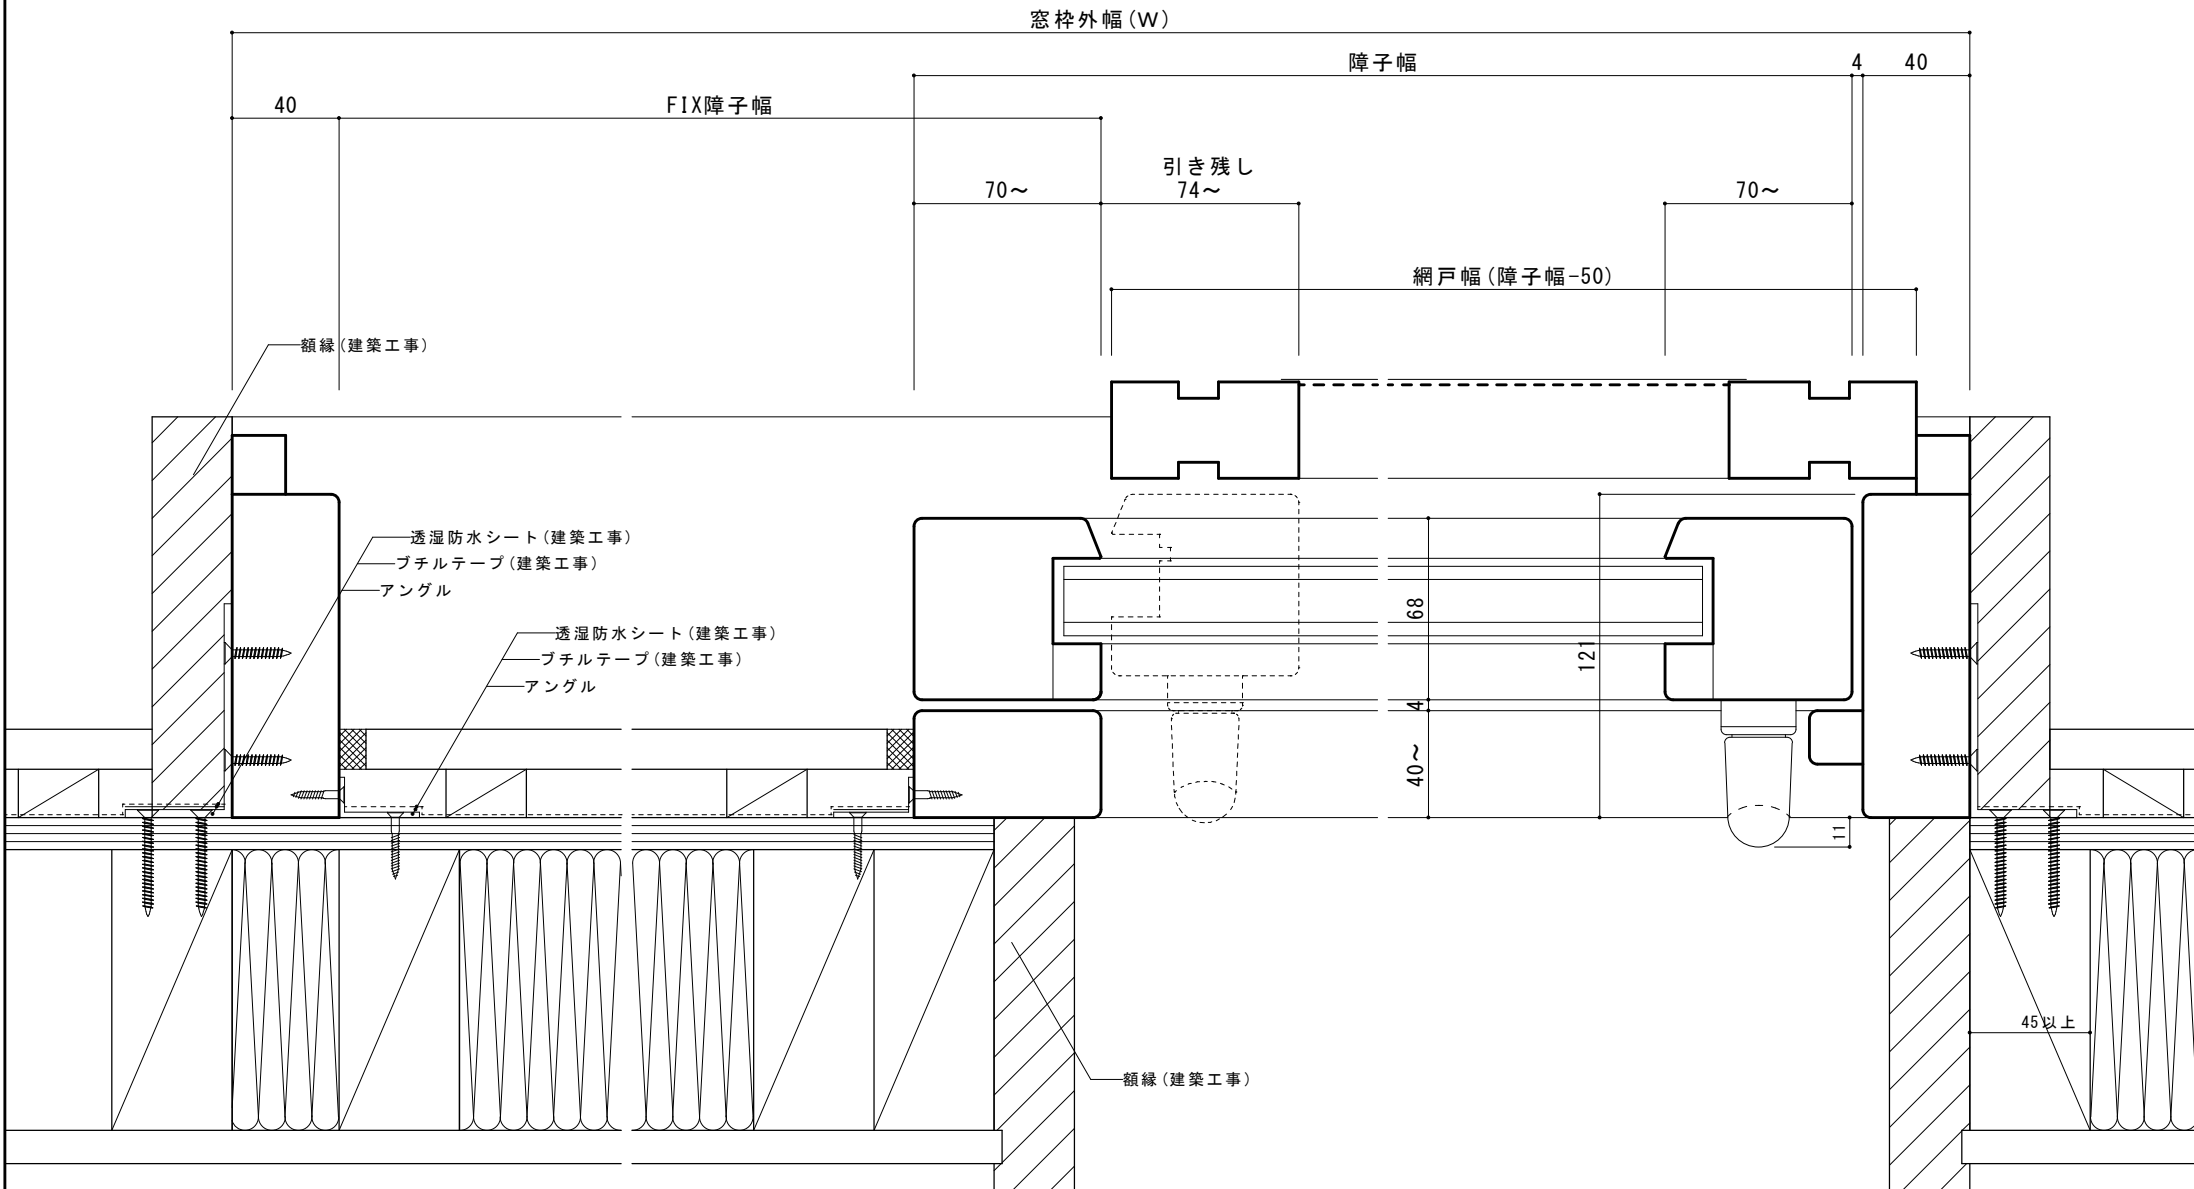 窓枠外幅(W)
障子幅
4
40
40
FIX障子幅
引き残し
70～
74～
70～
網戸幅(障子幅-50)
額縁(建築工事)
透湿防水シート(建築工事)
ブチルテープ(建築工事)
アングル
透湿防水シート(建築工事)
ブチルテープ(建築工事)
アングル
68
121
4
40～
11
45以上
額縁(建築工事)